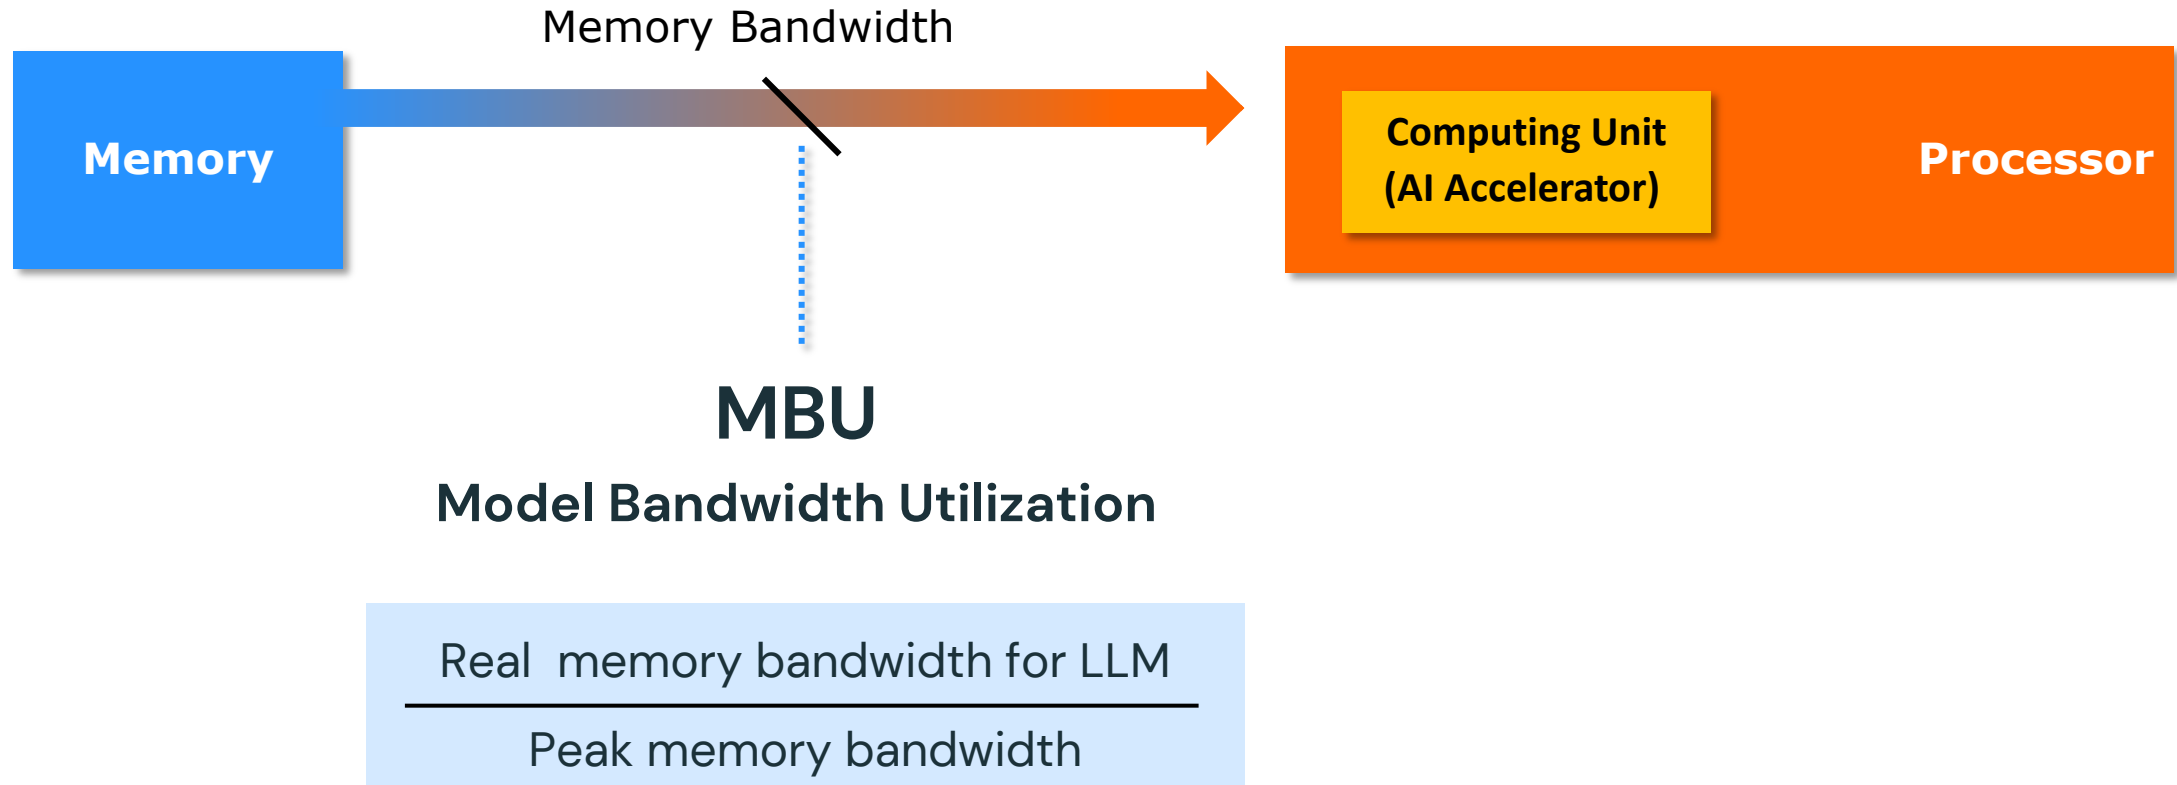 Memory Bandwidth
Memory
Computing Unit
(AI Accelerator)
Processor
MBU
Model Bandwidth Utilization
Real memory bandwidth for LLM
Peak memory bandwidth